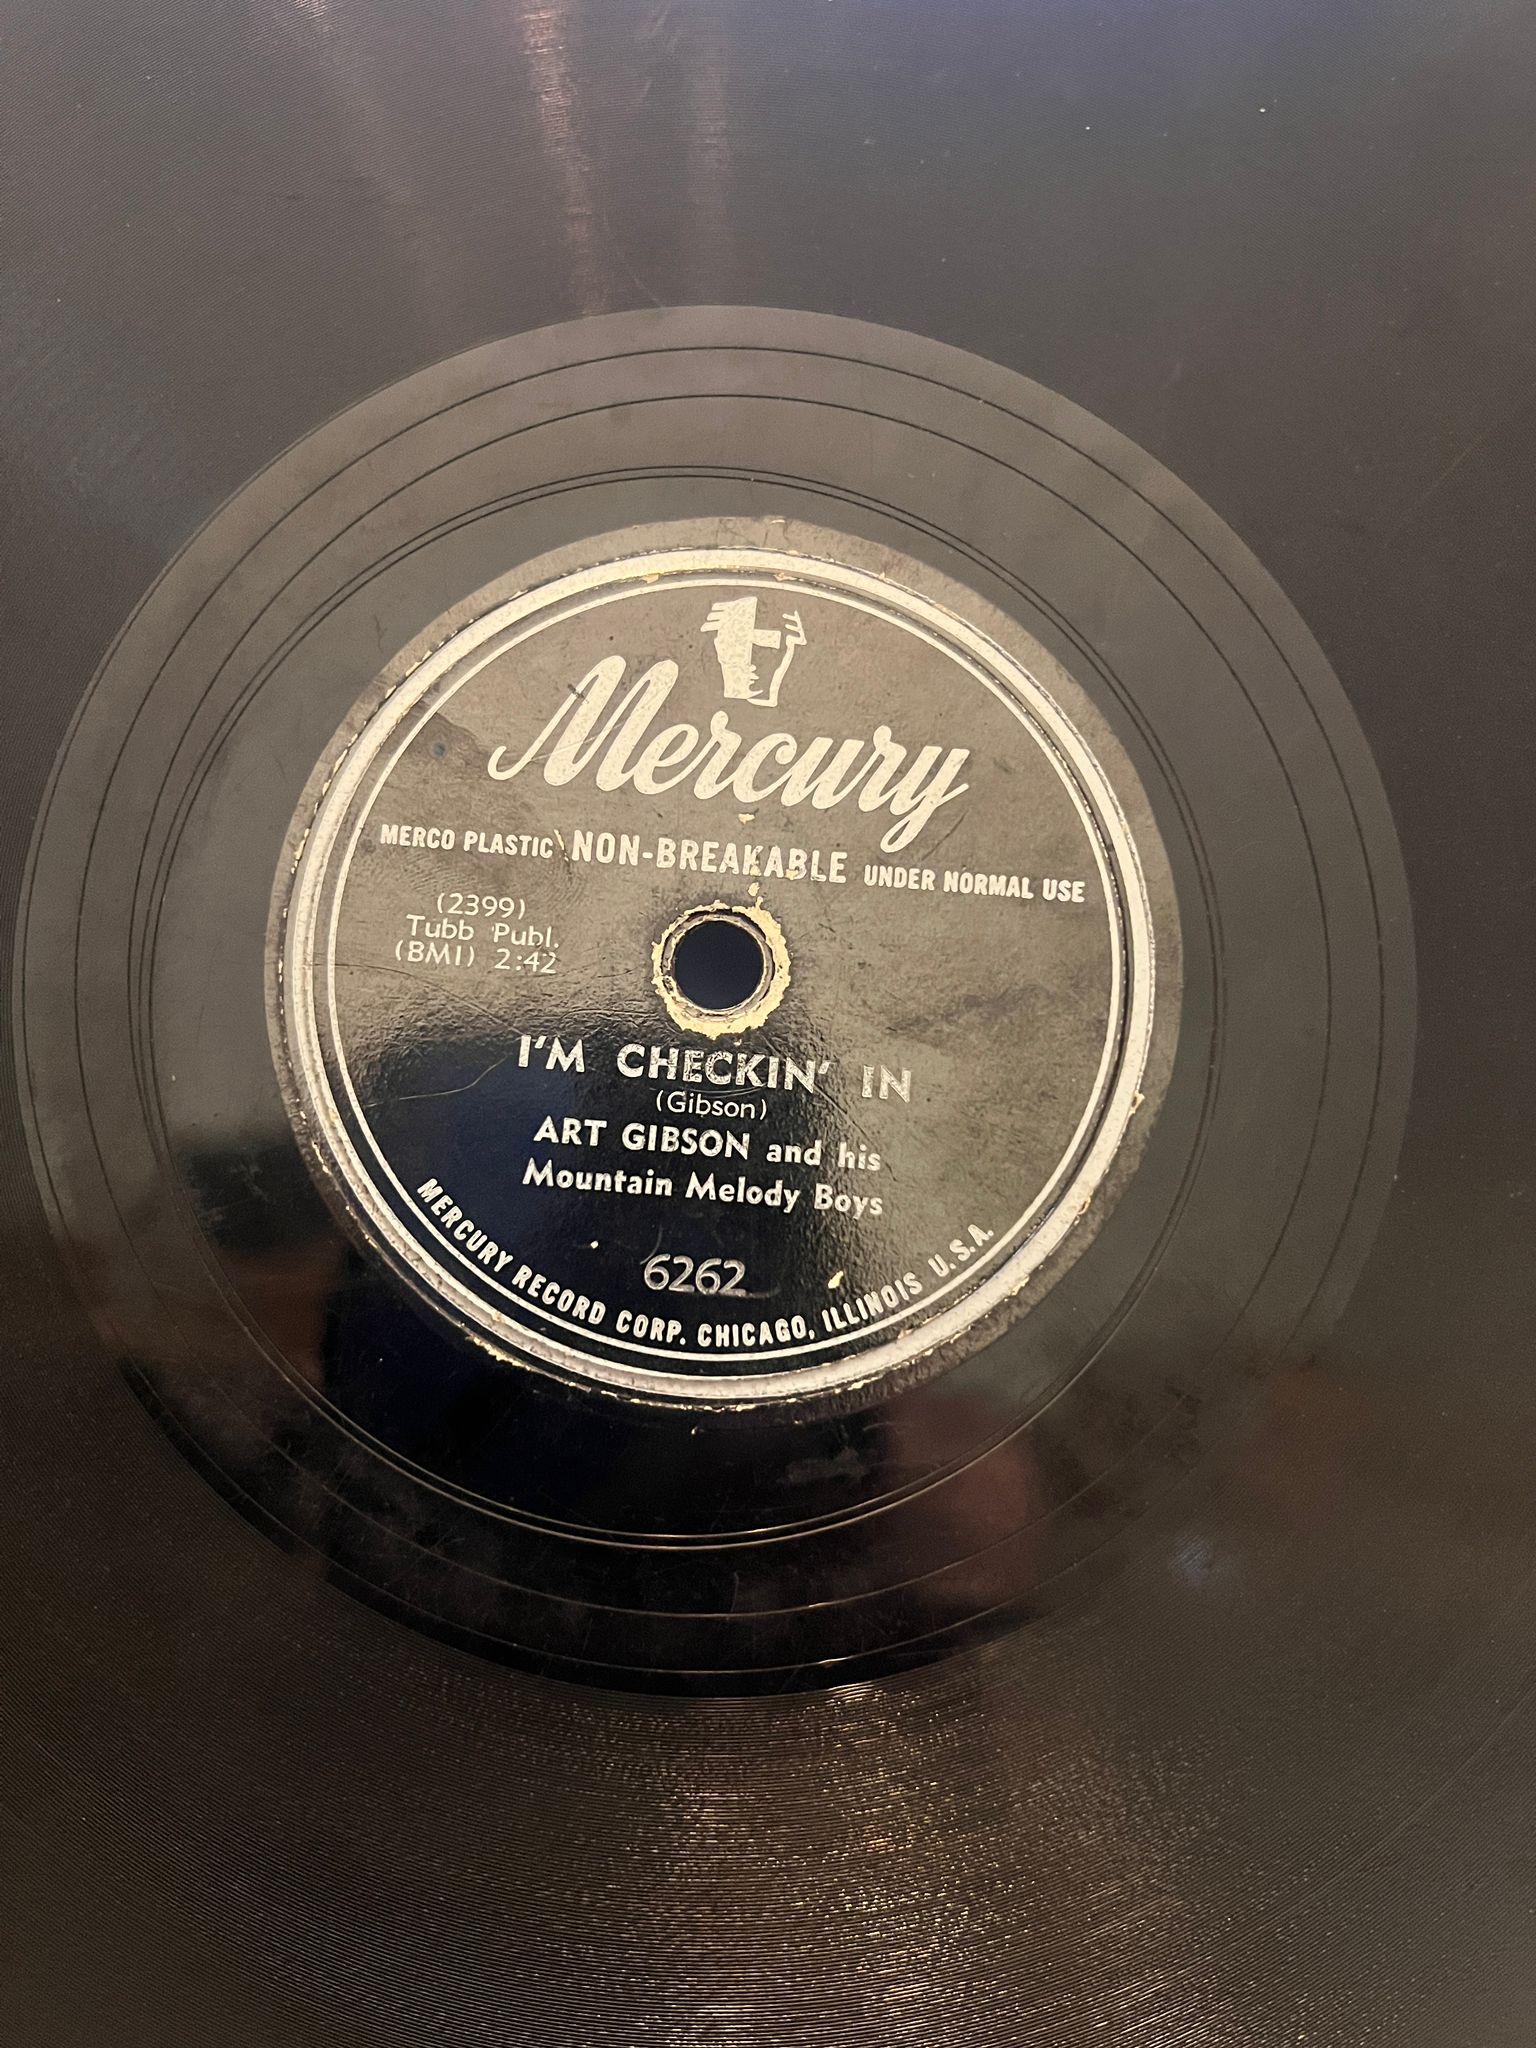 Mercury
MERCO PLASTIC NON-BREAKABLE UNDER NORMAL USE
(2399)
Tubb Publ.
(BMI) 2:42
I'M CHECKIN' IN
(Gibson)
ART GIBSON and his
Mountain Melody Boys
6262
MERCURY RECORD CORP. CHICAGO, ILLINOIS U.S.A.